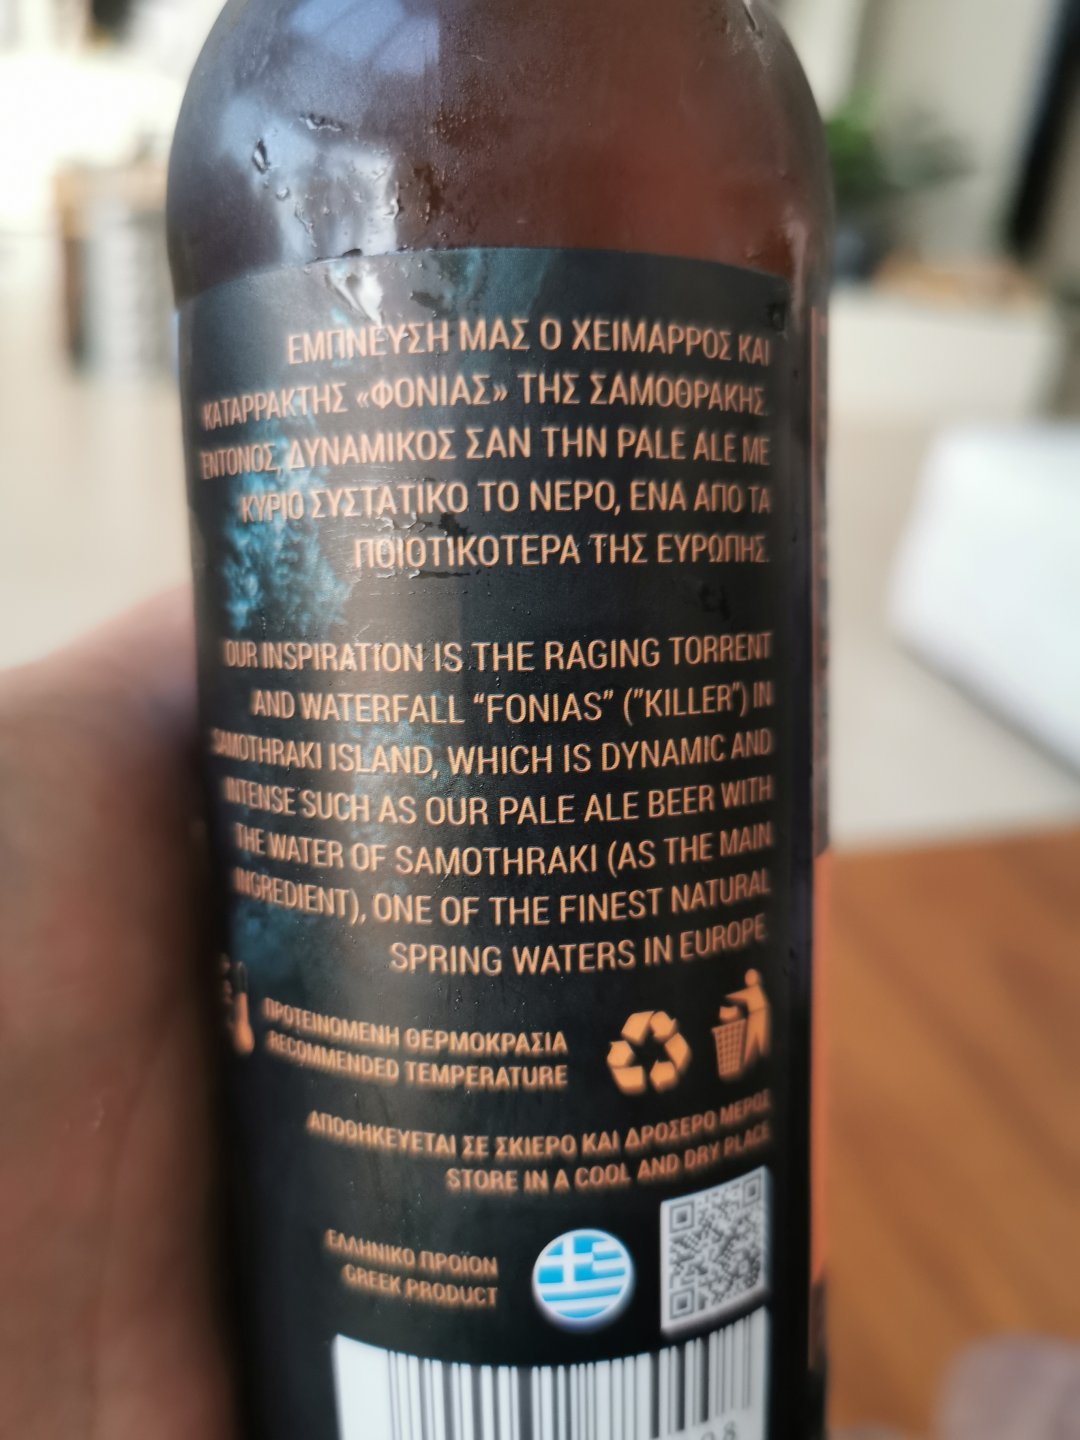 ΕΜΠΝΕΥΣΗ ΜΑΣ Ο ΧΕΙΜΑΡΡΟΣ ΚΑΙ
ΚΑΤΑΡΡΑΚΤΗΣ «ΦΟΝΙΑΣ» ΤΗΣ ΣΑΜΟΘΡΑΚΗΣ.
ΕΝΤΟΝΟΣ, ΔΥΝΑΜΙΚΟΣ ΣΑΝ ΤΗΝ PALE ALE ΜΕ
ΚΥΡΙΟ ΣΥΣΤΑΤΙΚΟ ΤΟ ΝΕΡΟ, ΕΝΑ ΑΠΟ ΤΑ
ΠΟΙΟΤΙΚΟΤΕΡΑ ΤΗΣ ΕΥΡΩΠΗΣ.
OUR INSPIRATION IS THE RAGING TORRENT
AND WATERFALL “FONIAS” ("KILLER") IN
SAMOTHRAKI ISLAND, WHICH IS DYNAMIC AND
INTENSE SUCH AS OUR PALE ALE BEER WITH
THE WATER OF SAMOTHRAKI (AS THE MAIN
INGREDIENT), ONE OF THE FINEST NATURAL
SPRING WATERS IN EUROPE
ΠΡΟΤΕΙΝΟΜΕΝΗ ΘΕΡΜΟΚΡΑΣΙΑ
RECOMMENDED TEMPERATURE
ΑΠΟΘΗΚΕΥΕΤΑΙ ΣΕ ΣΚΙΕΡΟ ΚΑΙ ΔΡΟΣΕΡΟ ΜΕΡΟΣ
STORE IN A COOL AND DRY PLACE
ΕΛΛΗΝΙΚΟ ΠΡΟΪΟΝ
GREEK PRODUCT